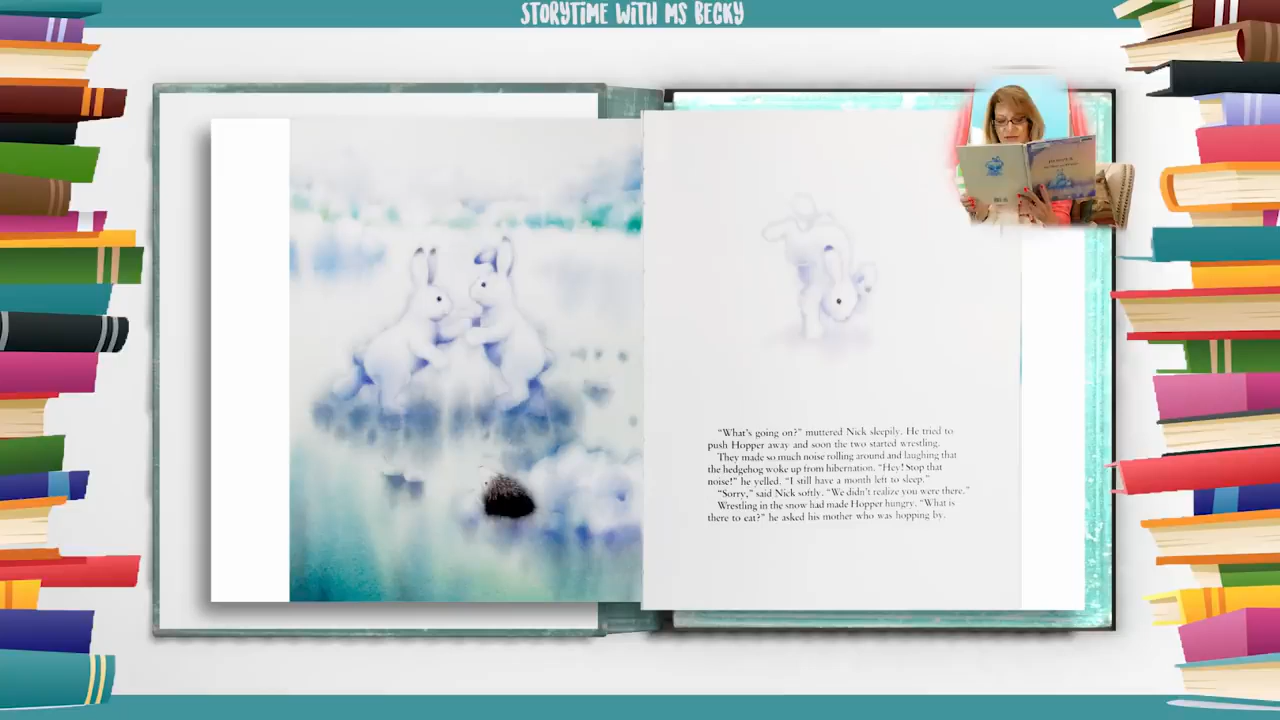 STORYTIME WITH MS BECKY
“What’s going on?” muttered Nick sleepily. He tried to
push Hopper away and soon the two started wrestling.
They made so much noise rolling around and laughing that
the hedgehog woke up from hibernation. “Hey! Stop that
noise!” he yelled. “I still have a month left to sleep.”
“Sorry,” said Nick softly. “We didn’t realize you were there.”
Wrestling in the snow had made Hopper hungry. “What is
there to eat?” he asked his mother who was hopping by.